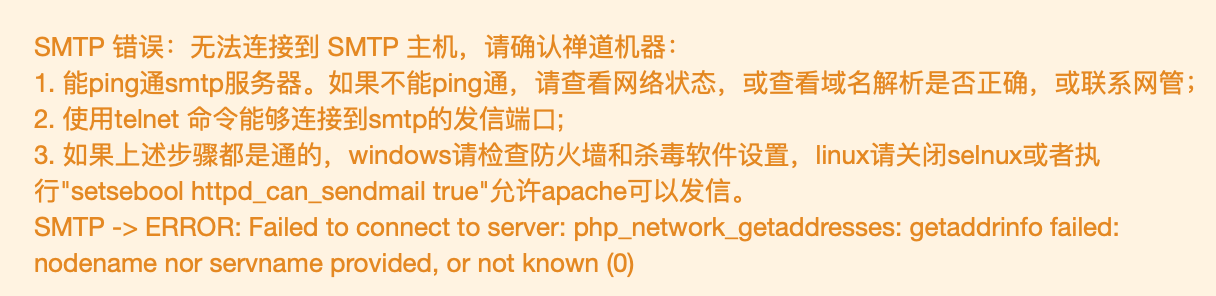 SMTP 错误：无法连接到 SMTP 主机，请确认禅道机器：
1. 能ping通smtp服务器。如果不能ping通，请查看网络状态，或查看域名解析是否正确，或联系网管；
2. 使用telnet 命令能够连接到smtp的发信端口;
3. 如果上述步骤都是通的，windows请检查防火墙和杀毒软件设置，linux请关闭selnux或者执
行"setsebool httpd_can_sendmail true"允许apache可以发信。
SMTP -> ERROR: Failed to connect to server: php_network_getaddresses: getaddrinfo failed:
nodename nor servname provided, or not known (0)